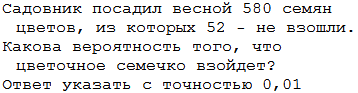 Садовник посадил весной 580 семян
цветов, из которых 52 - не взошли.
Какова вероятность того, что
цветочное семечко взойдет?
Ответ указать с точностью 0,01